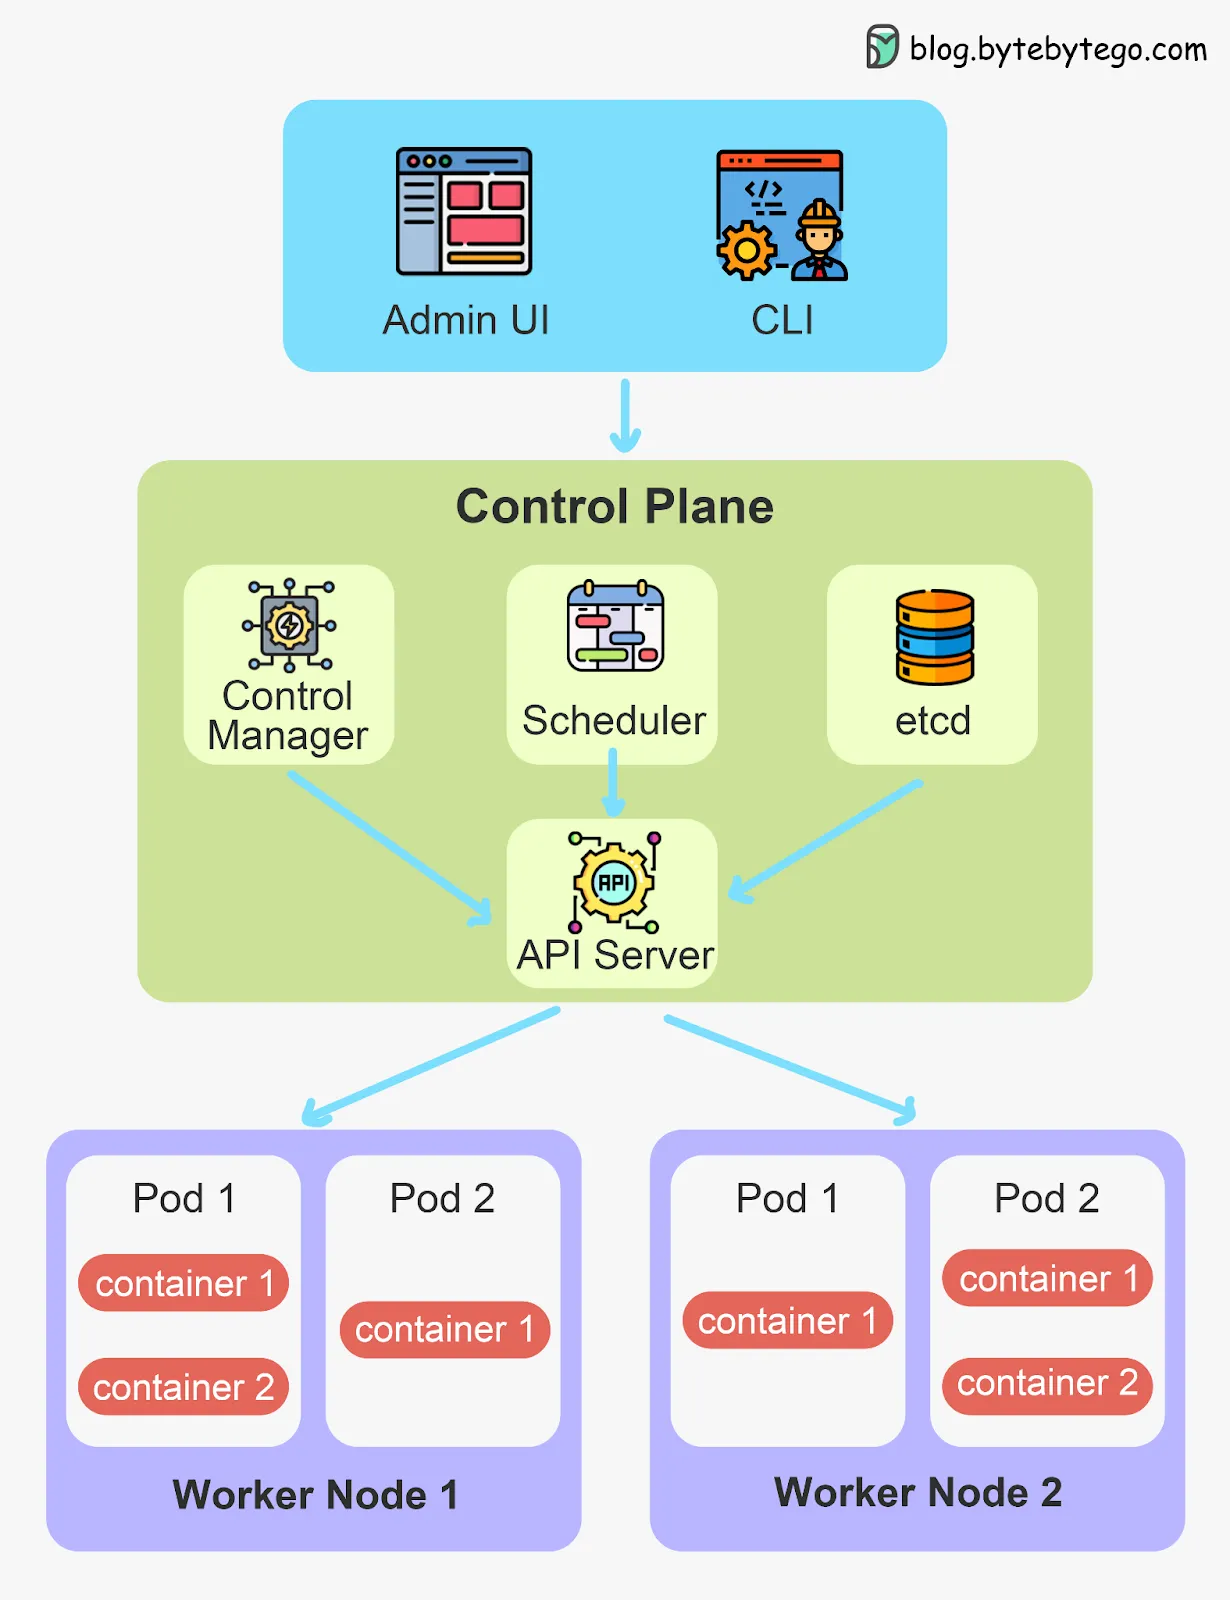 blog.bytebytego.com
Admin UI
CLI
Control Plane
Control
Manager
Scheduler
etcd
API
API Server
Pod 1
container 1
container 2
Pod 2
container 1
Worker Node 1
Pod 1
container 1
Pod 2
container 1
container 2
Worker Node 2